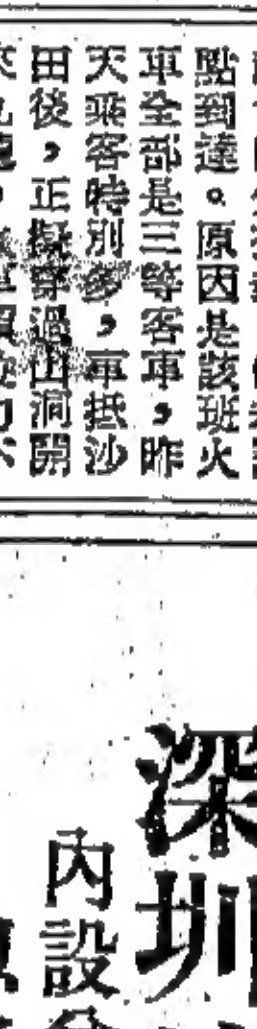 點到達。原因是該班火
車全部是三等客車，昨
天乘客時別多，車抵沙
田後，正擬穿過山洞開
深圳
內設